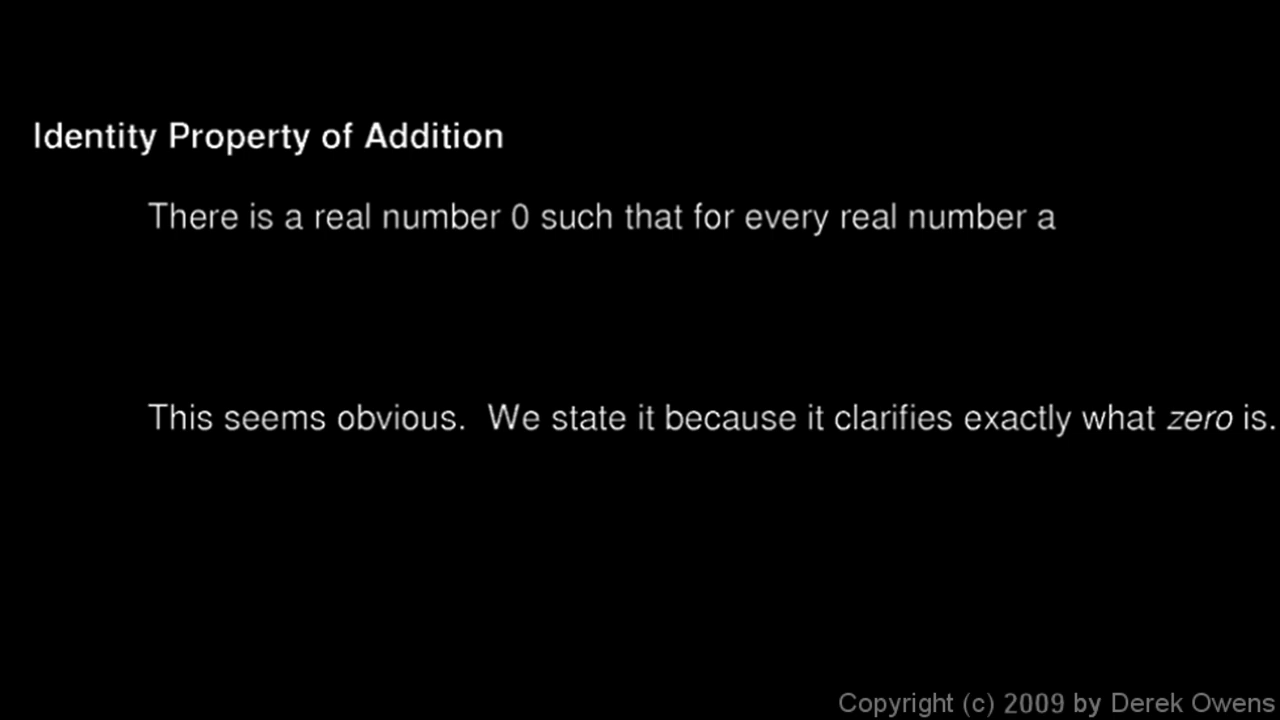 Identity Property of Addition
There is a real number 0 such that for every real number a
This seems obvious.  We state it because it clarifies exactly what zero is.
Copyright (c) 2009 by Derek Owens